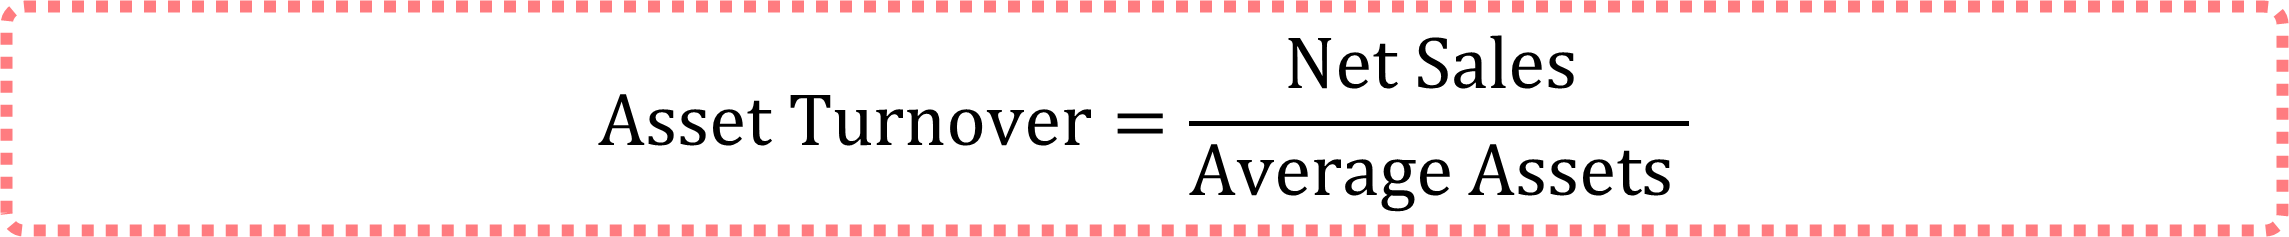 Asset Turnover = Net Sales
Average Assets